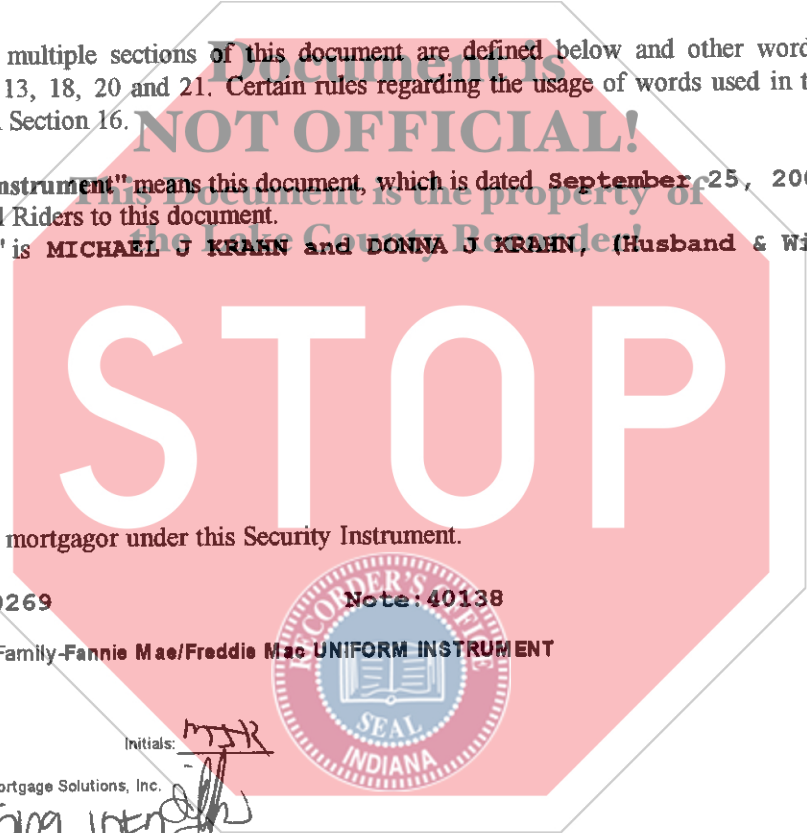 multiple sections of this document are defined below and other word
Document is
13, 18, 20 and 21. Certain rules regarding the usage of words used in t
Section 16.
NOT OFFICIAL!
nstrument" means this document, which is dated September 25, 200
This Document is the property of
Riders to this document.
the Lake County Recorder!
" is MICHAEL J KRAHN and DONNA J KRAHN, (Husband & Wi
STOP
mortgagor under this Security Instrument.
0269 Note:40138
Family-Fannie Mae/Freddie Mac UNIFORM INSTRUMENT
RECORDER'S OFFICE
SEAL
INDIANA
Initials: MJK
ortgage Solutions, Inc.